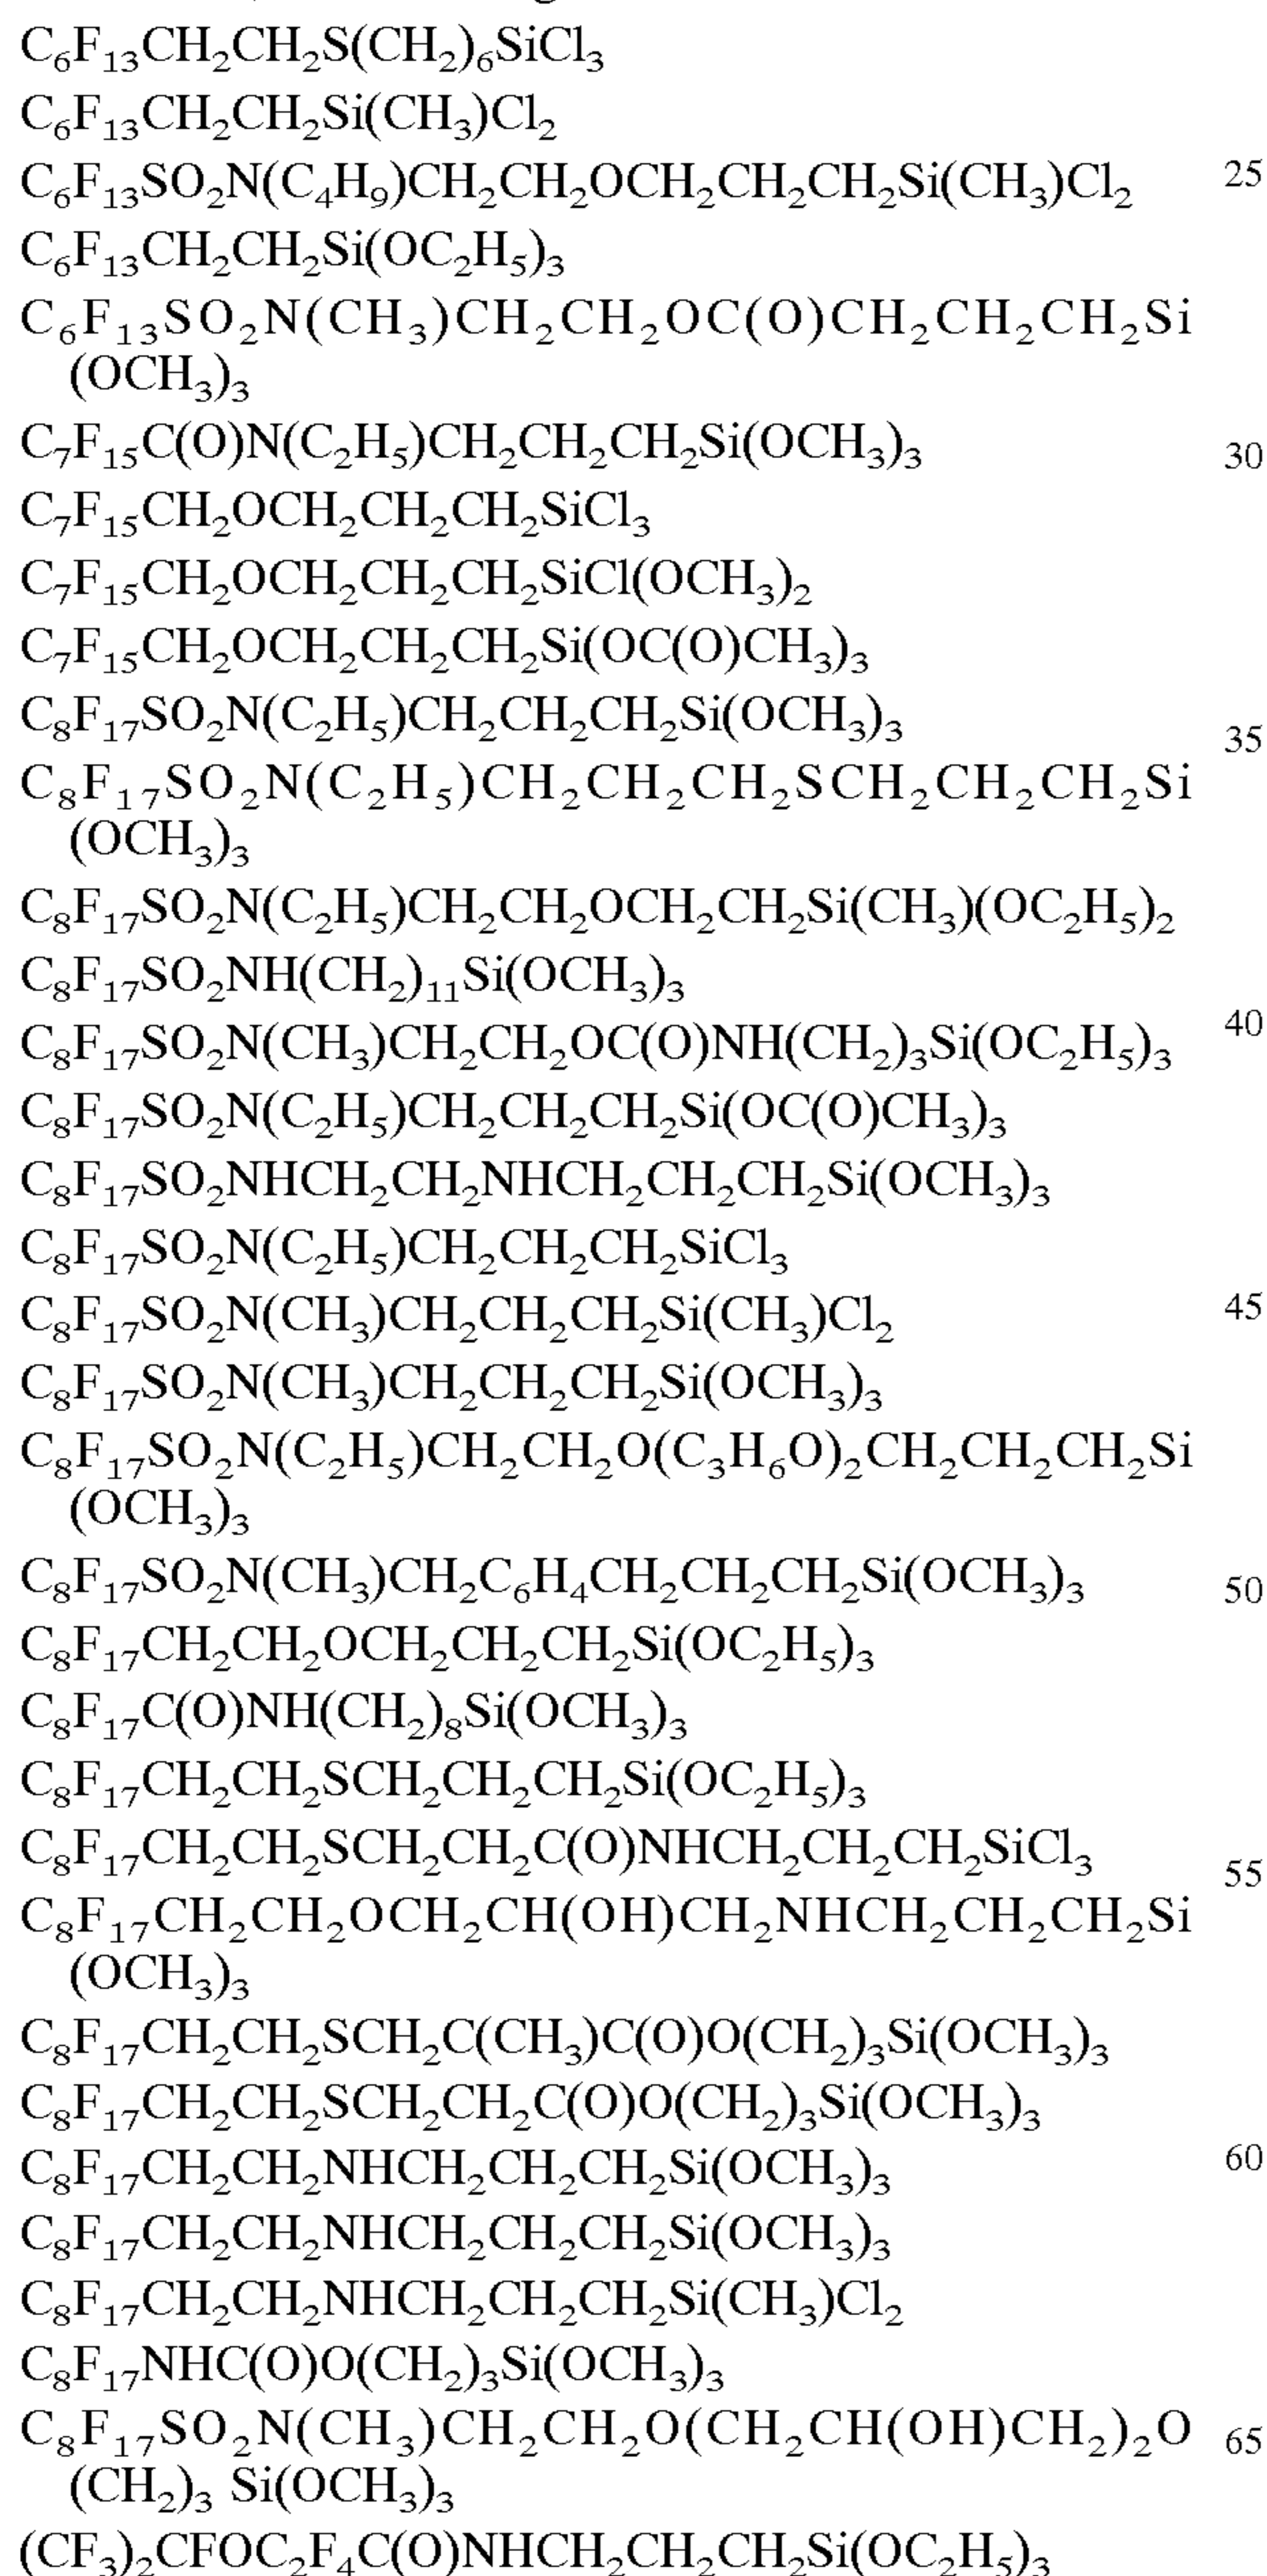 C₆F₁₃CH₂CH₂S(CH₂)₆SiCl₃
C₆F₁₃CH₂CH₂Si(CH₃)Cl₂
C₆F₁₃SO₂N(C₄H₉)CH₂CH₂OCH₂CH₂CH₂Si(CH₃)Cl₂ 25
C₆F₁₃CH₂CH₂Si(OC₂H₅)₃
C₆F₁₃SO₂N(CH₃)CH₂CH₂OC(O)CH₂CH₂CH₂Si
(OCH₃)₃
C₇F₁₅C(O)N(C₂H₅)CH₂CH₂CH₂Si(OCH₃)₃ 30
C₇F₁₅CH₂OCH₂CH₂CH₂SiCl₃
C₇F₁₅CH₂OCH₂CH₂CH₂SiCl(OCH₃)₂
C₇F₁₅CH₂OCH₂CH₂CH₂Si(OC(O)CH₃)₃
C₈F₁₇SO₂N(C₂H₅)CH₂CH₂CH₂Si(OCH₃)₃ 35
C₈F₁₇SO₂N(C₂H₅)CH₂CH₂CH₂SCH₂CH₂CH₂Si
(OCH₃)₃
C₈F₁₇SO₂N(C₂H₅)CH₂CH₂OCH₂CH₂Si(CH₃)(OC₂H₅)₂
C₈F₁₇SO₂NH(CH₂)₁₁Si(OCH₃)₃
C₈F₁₇SO₂N(CH₃)CH₂CH₂OC(O)NH(CH₂)₃Si(OC₂H₅)₃ 40
C₈F₁₇SO₂N(C₂H₅)CH₂CH₂CH₂Si(OC(O)CH₃)₃
C₈F₁₇SO₂NHCH₂CH₂NHCH₂CH₂CH₂Si(OCH₃)₃
C₈F₁₇SO₂N(C₂H₅)CH₂CH₂CH₂SiCl₃
C₈F₁₇SO₂N(CH₃)CH₂CH₂CH₂Si(CH₃)Cl₂ 45
C₈F₁₇SO₂N(CH₃)CH₂CH₂CH₂Si(OCH₃)₃
C₈F₁₇SO₂N(C₂H₅)CH₂CH₂O(C₃H₆O)₂CH₂CH₂CH₂Si
(OCH₃)₃
C₈F₁₇SO₂N(CH₃)CH₂C₆H₄CH₂CH₂CH₂Si(OCH₃)₃ 50
C₈F₁₇CH₂CH₂OCH₂CH₂CH₂Si(OC₂H₅)₃
C₈F₁₇C(O)NH(CH₂)₈Si(OCH₃)₃
C₈F₁₇CH₂CH₂SCH₂CH₂CH₂Si(OC₂H₅)₃
C₈F₁₇CH₂CH₂SCH₂CH₂C(O)NHCH₂CH₂CH₂SiCl₃ 55
C₈F₁₇CH₂CH₂OCH₂CH(OH)CH₂NHCH₂CH₂CH₂Si
(OCH₃)₃
C₈F₁₇CH₂CH₂SCH₂C(CH₃)C(O)O(CH₂)₃Si(OCH₃)₃
C₈F₁₇CH₂CH₂SCH₂CH₂C(O)O(CH₂)₃Si(OCH₃)₃
C₈F₁₇CH₂CH₂NHCH₂CH₂CH₂Si(OCH₃)₃ 60
C₈F₁₇CH₂CH₂NHCH₂CH₂CH₂Si(OCH₃)₃
C₈F₁₇CH₂CH₂NHCH₂CH₂CH₂Si(CH₃)Cl₂
C₈F₁₇NHC(O)O(CH₂)₃Si(OCH₃)₃
C₈F₁₇SO₂N(CH₃)CH₂CH₂O(CH₂CH(OH)CH₂)₂O 65
(CH₂)₃ Si(OCH₃)₃
(CF₃)₂CFOC₂F₄C(O)NHCH₂CH₂CH₂Si(OC₂H₅)₃